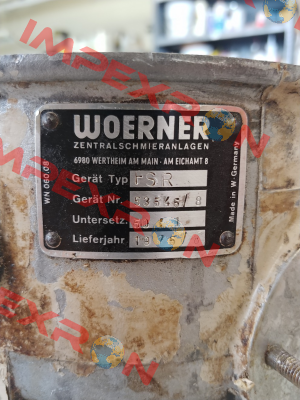 WOERNER
ZENTRALSCHMIERANLAGEN
6980 WERTHEIM AM MAIN · AM EICHAMT 8
Gerät Typ
Gerät Nr.
Untersetz.
Lieferjahr
WN 060.08
Made in W. Germany
IMPEXRON